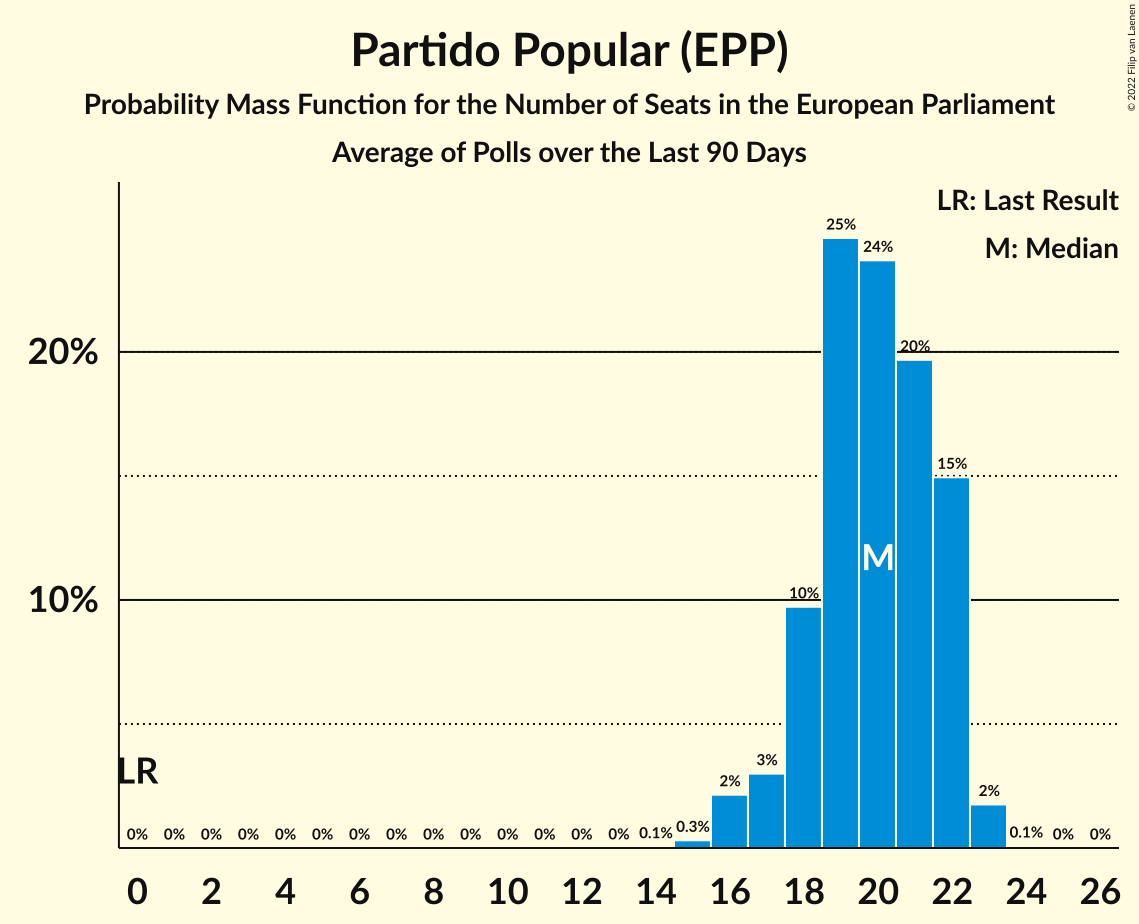 Partido Popular (EPP)
Probability Mass Function for the Number of Seats in the European Parliament
Average of Polls over the Last 90 Days
© 2022 Filip van Laenen
LR: Last Result
M: Median
25%
24%
20%
20%
15%
M
10%
10%
LR
3%
2%
2%
0% 0% 0% 0% 0% 0% 0% 0% 0% 0% 0% 0% 0% 0% 0.1% 0.3% 0.1% 0% 0%
0 2 4 6 8 10 12 14 16 18 20 22 24 26